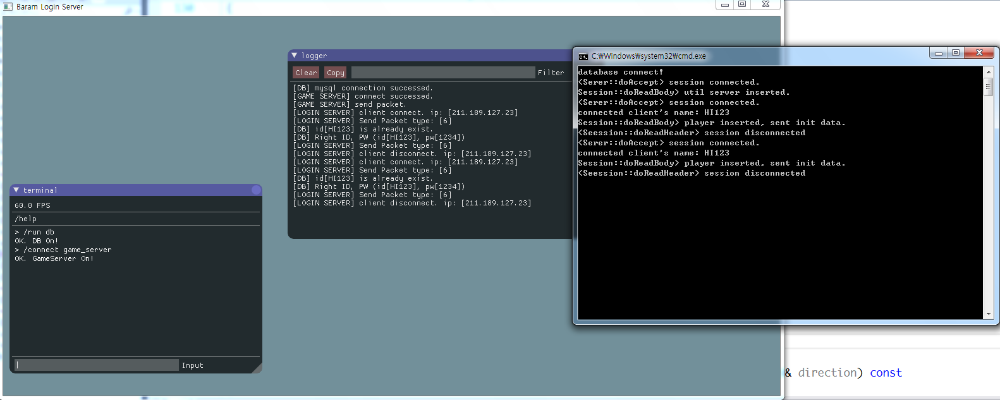 Baram Login Server
logger
Clear Copy Filter
[DB] mysql connection successed.
[GAME SERVER] connect successed.
[GAME SERVER] send packet.
[LOGIN SERVER] client connect. ip: [211.189.127.23]
[LOGIN SERVER] Send Packet type: [6]
[DB] id[HI123] is already exist.
[DB] Right ID, PW (id[HI123], pw[1234])
[LOGIN SERVER] Send Packet type: [6]
[LOGIN SERVER] client disconnect. ip: [211.189.127.23]
[LOGIN SERVER] client connect. ip: [211.189.127.23]
[LOGIN SERVER] Send Packet type: [6]
[DB] id[HI123] is already exist.
[DB] Right ID, PW (id[HI123], pw[1234])
[LOGIN SERVER] Send Packet type: [6]
[LOGIN SERVER] client disconnect. ip: [211.189.127.23]
terminal
60.0 FPS
/help
> /run db
OK. DB On!
> /connect game_server
OK. GameServer On!
Input
C:₩Windows₩system32₩cmd.exe
database connect!
<Serer::doAccept> session connected.
Session::doReadBody> util server inserted.
<Serer::doAccept> session connected.
connected client's name: HI123
Session::doReadBody> player inserted, sent init data.
<Seession::doReadHeader> session disconnected
<Serer::doAccept> session connected.
connected client's name: HI123
Session::doReadBody> player inserted, sent init data.
<Seession::doReadHeader> session disconnected
& direction) const